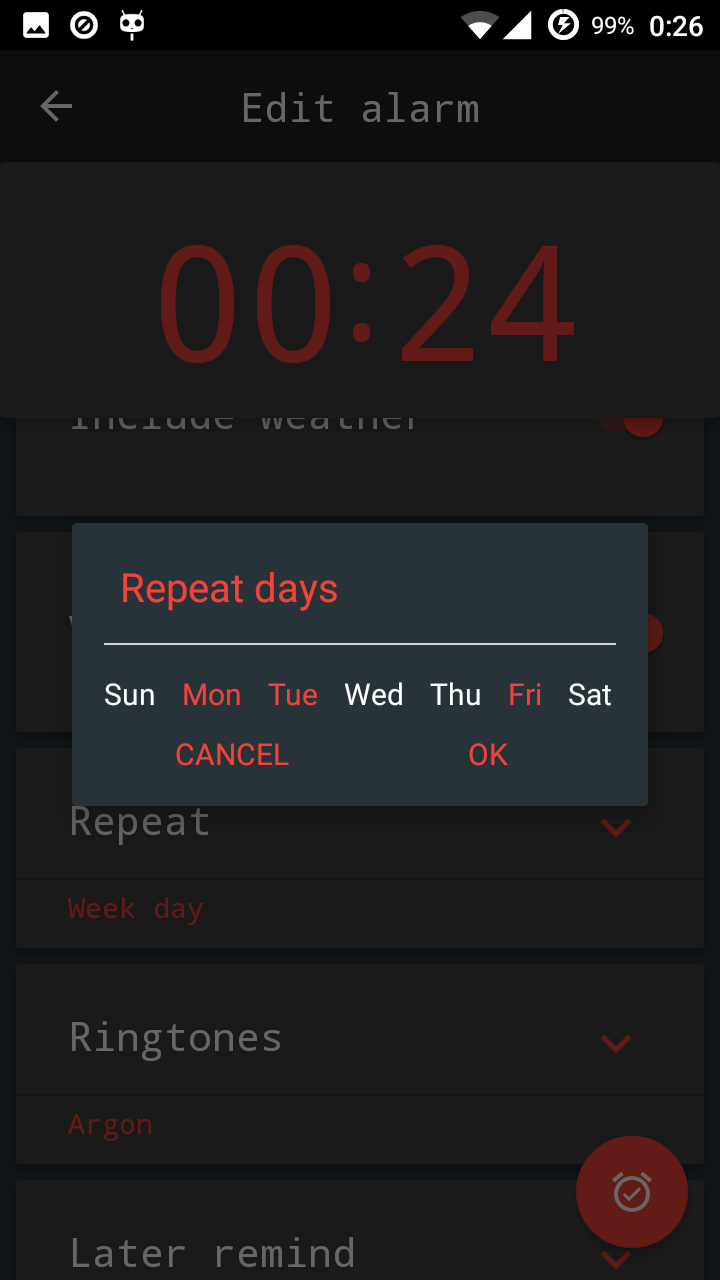 99% 0:26
Edit alarm
00:24
Include Weather
Repeat days
Sun Mon Tue Wed Thu Fri Sat
CANCEL OK
Repeat
Week day
Ringtones
Argon
Later remind